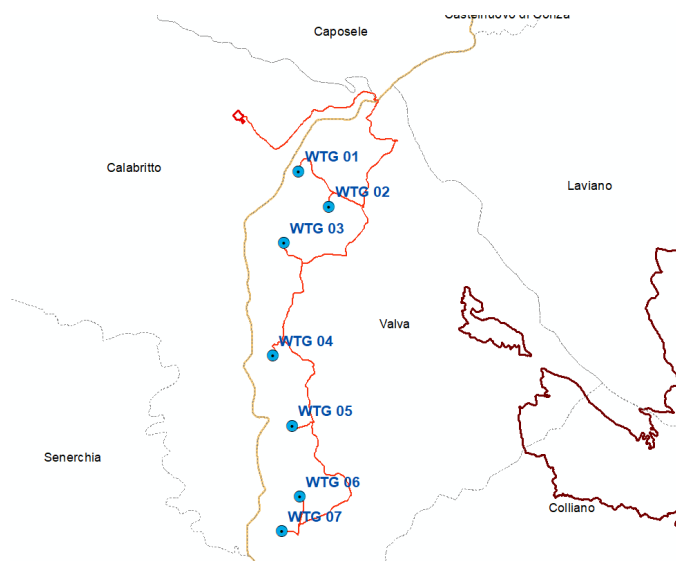 Castelnuovo di Conza
Caposele
Calabritto
WTG 01
Laviano
WTG 02
WTG 03
Valva
WTG 04
WTG 05
Senerchia
WTG 06
Colliano
WTG 07